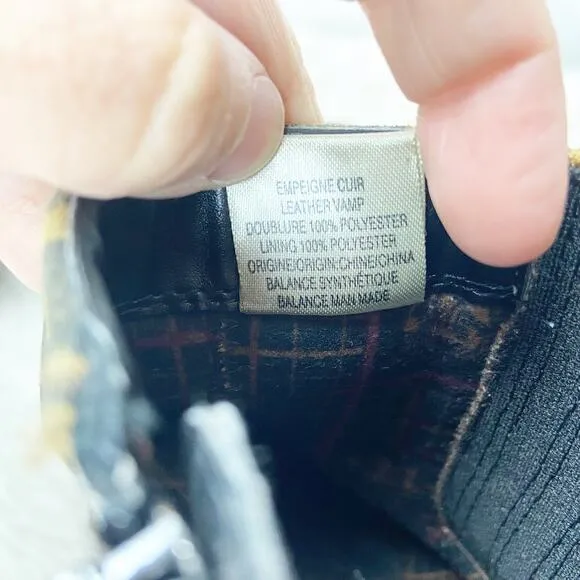 EMPEIGNE CUIR
LEATHER VAMP
DOUBLURE 100% POLYESTER
LINING 100% POLYESTER
ORIGINE/ORIGIN:CHINE/CHINA
BALANCE SYNTHÉTIQUE
BALANCE MAN MADE